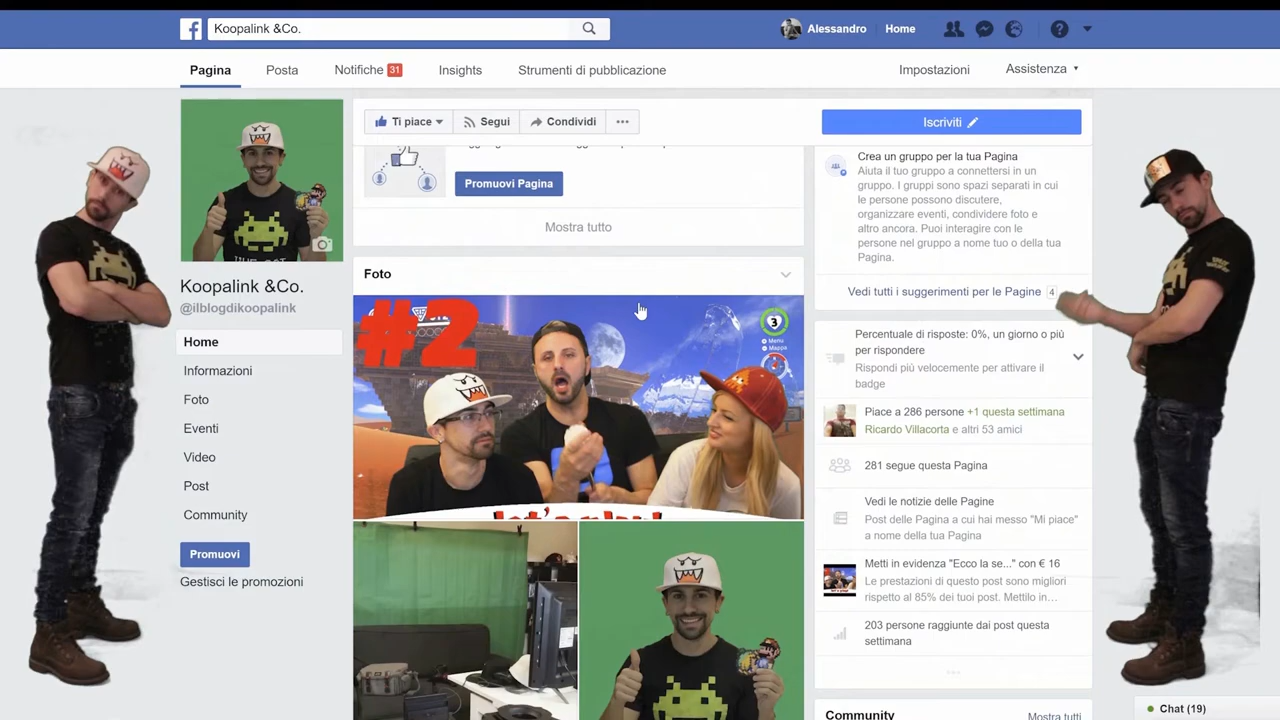 Koopalink &Co.
Alessandro
Home
Pagina
Posta
Notifiche 31
Insights
Strumenti di pubblicazione
Impostazioni
Assistenza
Ti piace
Segui
Condividi
Iscriviti
Promuovi Pagina
Mostra tutto
Foto
#2
3
Menu
Mappa
Koopalink &Co.
@ilblogdikoopalink
Home
Informazioni
Foto
Eventi
Video
Post
Community
Promuovi
Gestisci le promozioni
Crea un gruppo per la tua Pagina
Aiuta il tuo gruppo a connettersi in un
gruppo. I gruppi sono spazi separati in cui
le persone possono discutere,
organizzare eventi, condividere foto e
altro ancora. Puoi interagire con le
persone nel gruppo a nome tuo o della tua
Pagina.
Vedi tutti i suggerimenti per le Pagine 4
Percentuale di risposte: 0%, un giorno o più
per rispondere
Rispondi più velocemente per attivare il
badge
Piace a 286 persone +1 questa settimana
Ricardo Villacorta e altri 53 amici
281 segue questa Pagina
Vedi le notizie delle Pagine
Post delle Pagina a cui hai messo "Mi piace"
a nome della tua Pagina
Metti in evidenza "Ecco la se..." con € 16
Le prestazioni di questo post sono migliori
rispetto al 85% dei tuoi post. Mettilo in…
203 persone raggiunte dai post questa
settimana
Community
Mostra tutti
Chat (19)